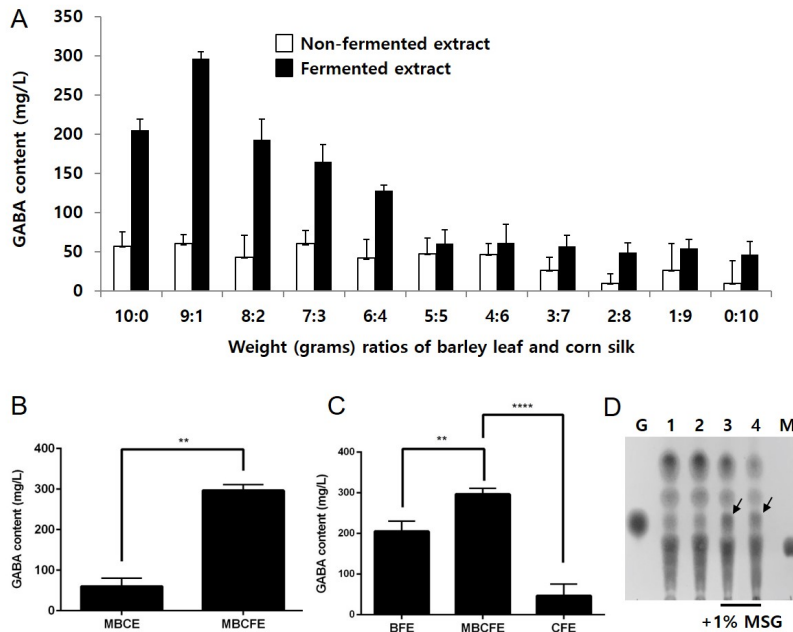 A
350
300
250
200
150
100
50
0
GABA content (mg/L)
Non-fermented extract
Fermented extract
10:0 9:1 8:2 7:3 6:4 5:5 4:6 3:7 2:8 1:9 0:10
Weight (grams) ratios of barley leaf and corn silk
B
**
400
300
200
100
0
GABA content (mg/L)
MBCE MBCFE
C
****
**
400
300
200
100
0
GABA content (mg/L)
BFE MBCFE CFE
D
G 1 2 3 4 M
+1% MSG